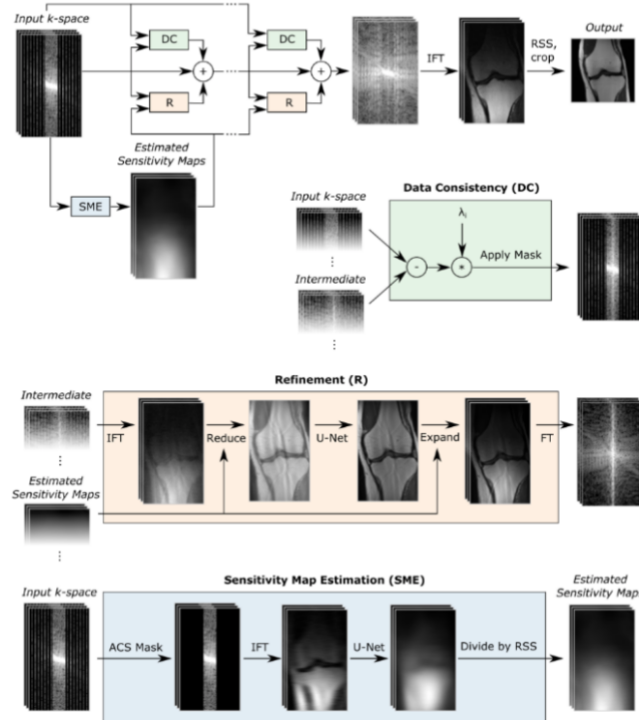 Input k-space
DC
DC
R
R
IFT
RSS,
crop
Output
Estimated
Sensitivity Maps
SME
Data Consistency (DC)
Input k-space
λᵢ
-
*
Apply Mask
⋮
Intermediate
⋮
Refinement (R)
Intermediate
IFT
Reduce
U-Net
Expand
FT
⋮
Estimated
Sensitivity Maps
⋮
Sensitivity Map Estimation (SME)
Input k-space
ACS Mask
IFT
U-Net
Divide by RSS
Estimated
Sensitivity Maps